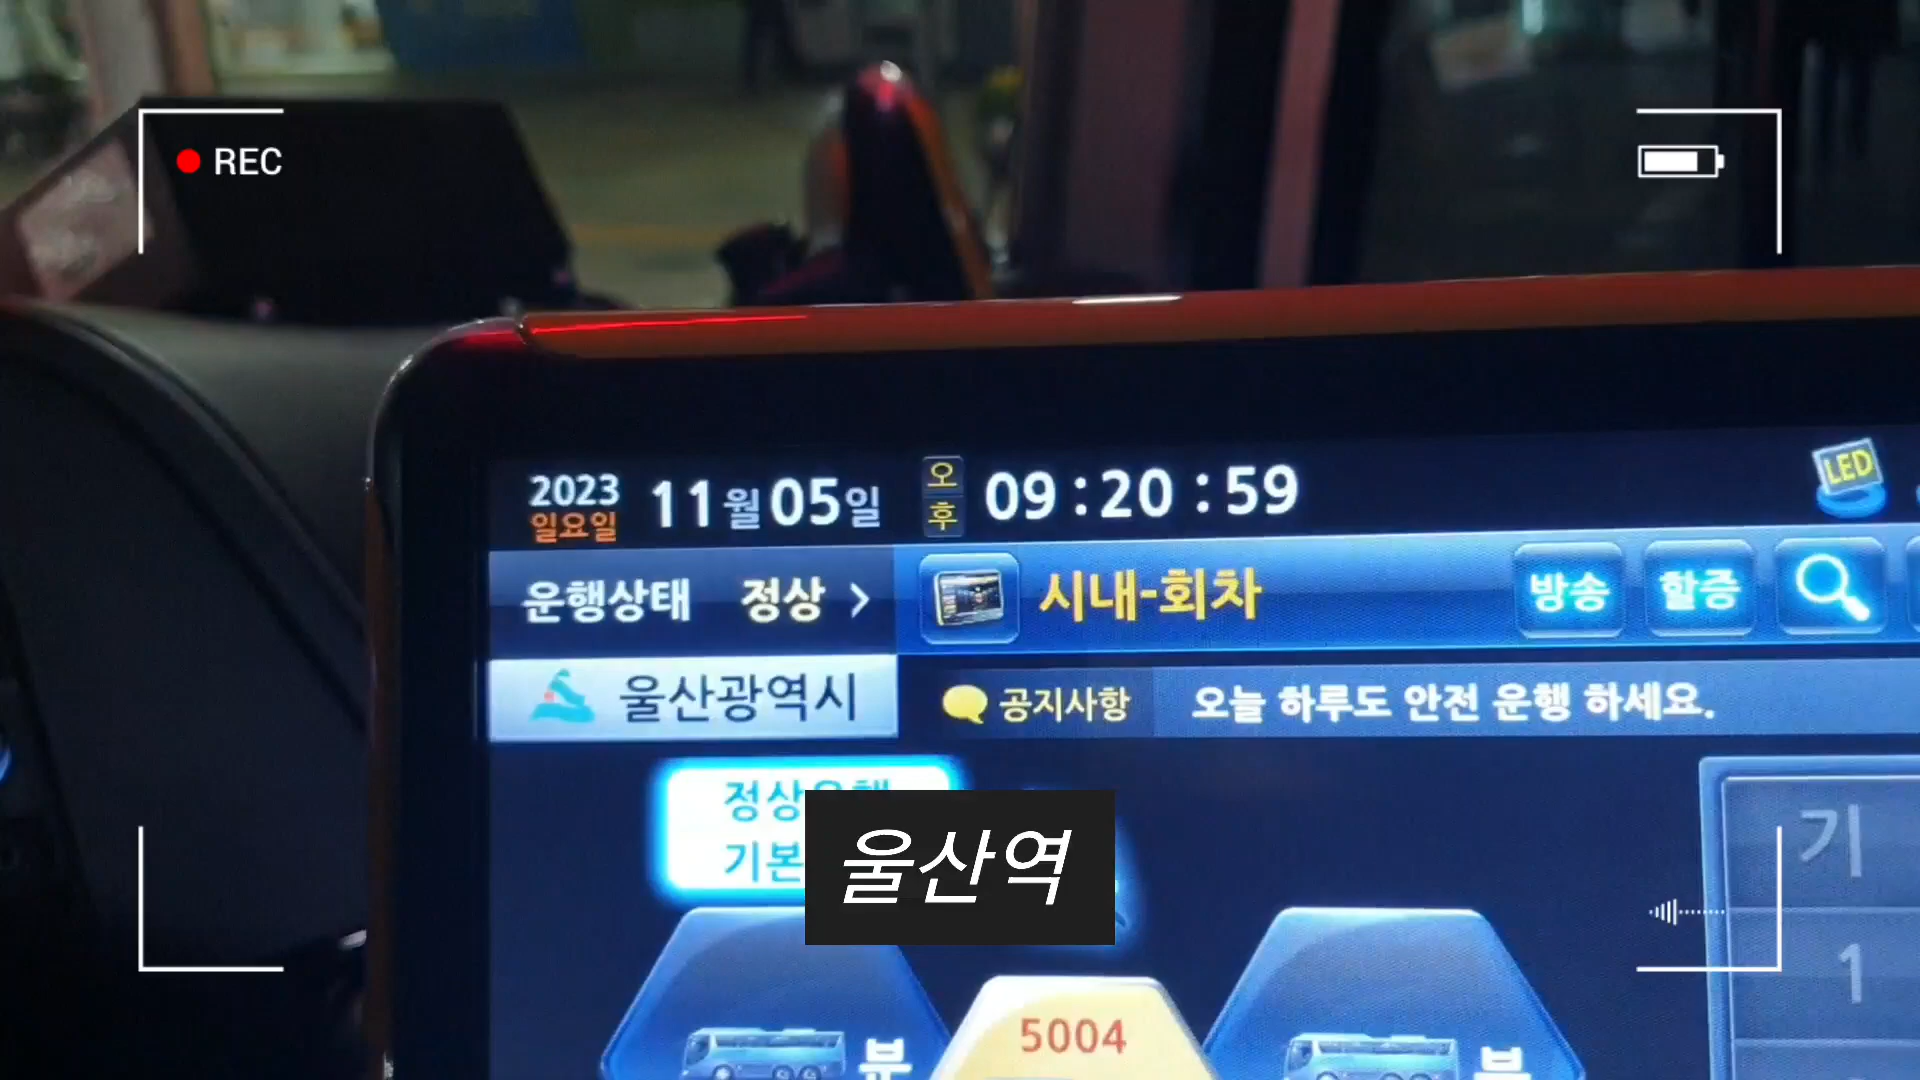 REC
2023
일요일
11월 05일
오후
09:20:59
LED
운행상태 정상 >
시내-회차
방송
할증
울산광역시
공지사항
오늘 하루도 안전 운행 하세요.
기본
울산역
기
1
5004
분